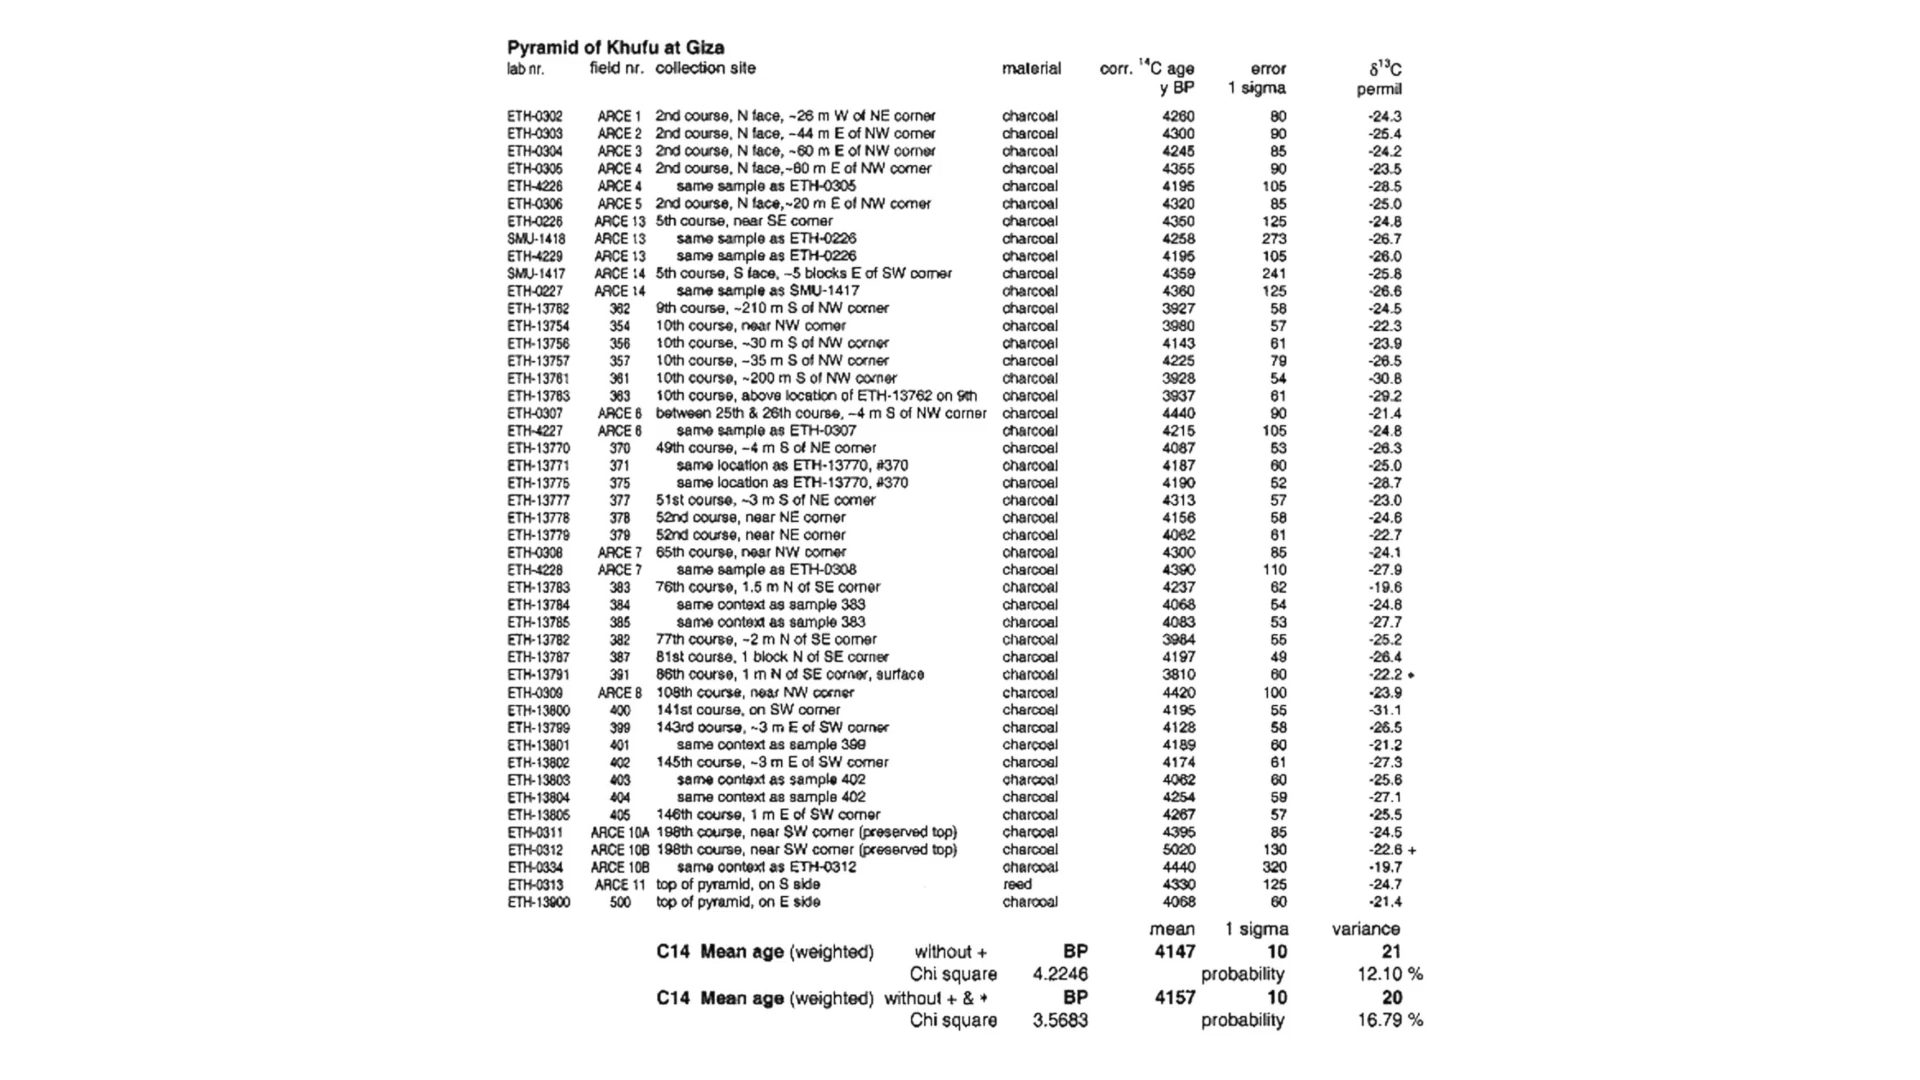 Pyramid of Khufu at Giza
lab nr. field nr. collection site material corr. ¹⁴C age error δ¹³C
y BP 1 sigma permil
ETH-0302 ARCE 1 2nd course, N face, ~26 m W of NE corner charcoal 4260 80 -24.3
ETH-0303 ARCE 2 2nd course, N face, ~44 m E of NW corner charcoal 4300 90 -25.4
ETH-0304 ARCE 3 2nd course, N face, ~60 m E of NW corner charcoal 4245 85 -24.2
ETH-0305 ARCE 4 2nd course, N face,~80 m E of NW corner charcoal 4355 90 -23.5
ETH-4226 ARCE 4 same sample as ETH-0305 charcoal 4195 105 -28.5
ETH-0306 ARCE 5 2nd course, N face,~20 m E of NW corner charcoal 4320 85 -25.0
ETH-0226 ARCE 13 5th course, near SE corner charcoal 4350 125 -24.8
SMU-1418 ARCE 13 same sample as ETH-0226 charcoal 4258 273 -26.7
ETH-4229 ARCE 13 same sample as ETH-0226 charcoal 4195 105 -26.0
SMU-1417 ARCE 14 5th course, S face, ~5 blocks E of SW corner charcoal 4359 241 -25.8
ETH-0227 ARCE 14 same sample as SMU-1417 charcoal 4360 125 -26.6
ETH-13762 362 9th course, ~210 m S of NW corner charcoal 3927 58 -24.5
ETH-13754 354 10th course, near NW corner charcoal 3980 57 -22.3
ETH-13756 356 10th course, ~30 m S of NW corner charcoal 4143 61 -23.9
ETH-13757 357 10th course, ~35 m S of NW corner charcoal 4225 79 -26.5
ETH-13761 361 10th course, ~200 m S of NW corner charcoal 3928 54 -30.8
ETH-13763 363 10th course, above location of ETH-13762 on 9th charcoal 3937 61 -29.2
ETH-0307 ARCE 6 between 25th & 26th course, ~4 m S of NW corner charcoal 4440 90 -21.4
ETH-4227 ARCE 6 same sample as ETH-0307 charcoal 4215 105 -24.8
ETH-13770 370 49th course, ~4 m S of NE corner charcoal 4087 53 -26.3
ETH-13771 371 same location as ETH-13770, #370 charcoal 4187 60 -25.0
ETH-13775 375 same location as ETH-13770, #370 charcoal 4190 52 -28.7
ETH-13777 377 51st course, ~3 m S of NE corner charcoal 4313 57 -23.0
ETH-13778 378 52nd course, near NE corner charcoal 4156 58 -24.6
ETH-13779 379 52nd course, near NE corner charcoal 4062 61 -22.7
ETH-0308 ARCE 7 65th course, near NW corner charcoal 4300 85 -24.1
ETH-4228 ARCE 7 same sample as ETH-0308 charcoal 4390 110 -27.9
ETH-13783 383 76th course, 1.5 m N of SE corner charcoal 4237 62 -19.6
ETH-13784 384 same context as sample 383 charcoal 4068 54 -24.8
ETH-13785 385 same context as sample 383 charcoal 4083 53 -27.7
ETH-13782 382 77th course, ~2 m N of SE corner charcoal 3984 55 -25.2
ETH-13787 387 81st course, 1 block N of SE corner charcoal 4197 49 -26.4
ETH-13791 391 86th course, 1 m N of SE corner, surface charcoal 3810 60 -22.2 *
ETH-0309 ARCE 8 108th course, near NW corner charcoal 4420 100 -23.9
ETH-13800 400 141st course, on SW corner charcoal 4195 55 -31.1
ETH-13799 399 143rd course, ~3 m E of SW corner charcoal 4128 58 -26.5
ETH-13801 401 same context as sample 399 charcoal 4189 60 -21.2
ETH-13802 402 145th course, ~3 m E of SW corner charcoal 4174 61 -27.3
ETH-13803 403 same context as sample 402 charcoal 4062 60 -25.6
ETH-13804 404 same context as sample 402 charcoal 4254 59 -27.1
ETH-13805 405 146th course, 1 m E of SW corner charcoal 4267 57 -25.5
ETH-0311 ARCE 10A 198th course, near SW corner (preserved top) charcoal 4395 85 -24.5
ETH-0312 ARCE 10B 198th course, near SW corner (preserved top) charcoal 5020 130 -22.6 +
ETH-0334 ARCE 10B same context as ETH-0312 charcoal 4440 320 -19.7
ETH-0313 ARCE 11 top of pyramid, on S side reed 4330 125 -24.7
ETH-13900 500 top of pyramid, on E side charcoal 4068 60 -21.4
mean 1 sigma variance
C14 Mean age (weighted) without + BP 4147 10 21
Chi square 4.2246 probability 12.10 %
C14 Mean age (weighted) without + & * BP 4157 10 20
Chi square 3.5683 probability 16.79 %